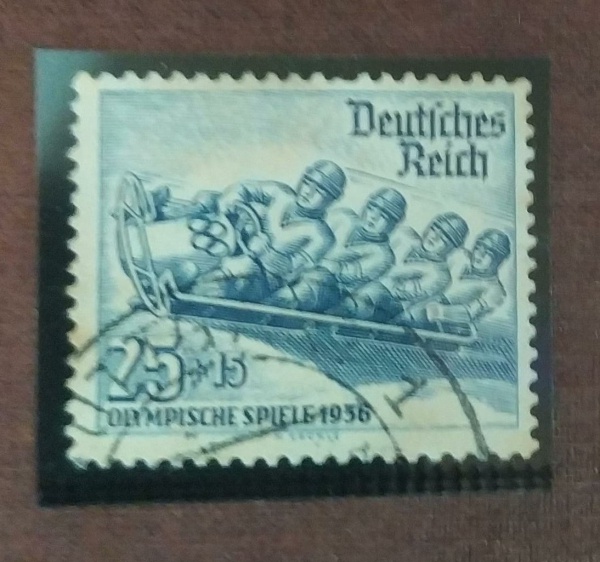 Deutsches
Reich
25+15
OLYMPISCHE SPIELE 1936